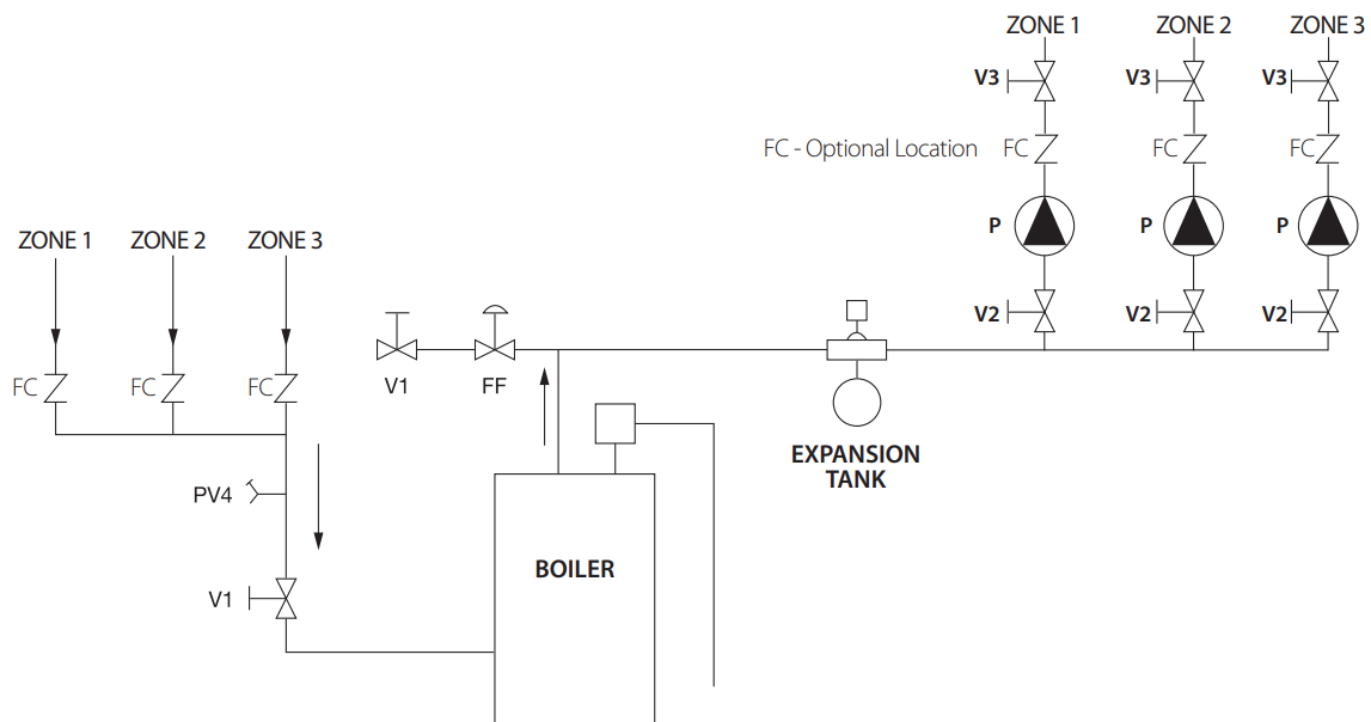 ZONE 1 ZONE 2 ZONE 3
V3 V3 V3
FC - Optional Location FC FC FC
P P P
ZONE 1 ZONE 2 ZONE 3
V2 V2 V2
V1 FF
FC FC FC
EXPANSION
TANK
PV4
BOILER
V1